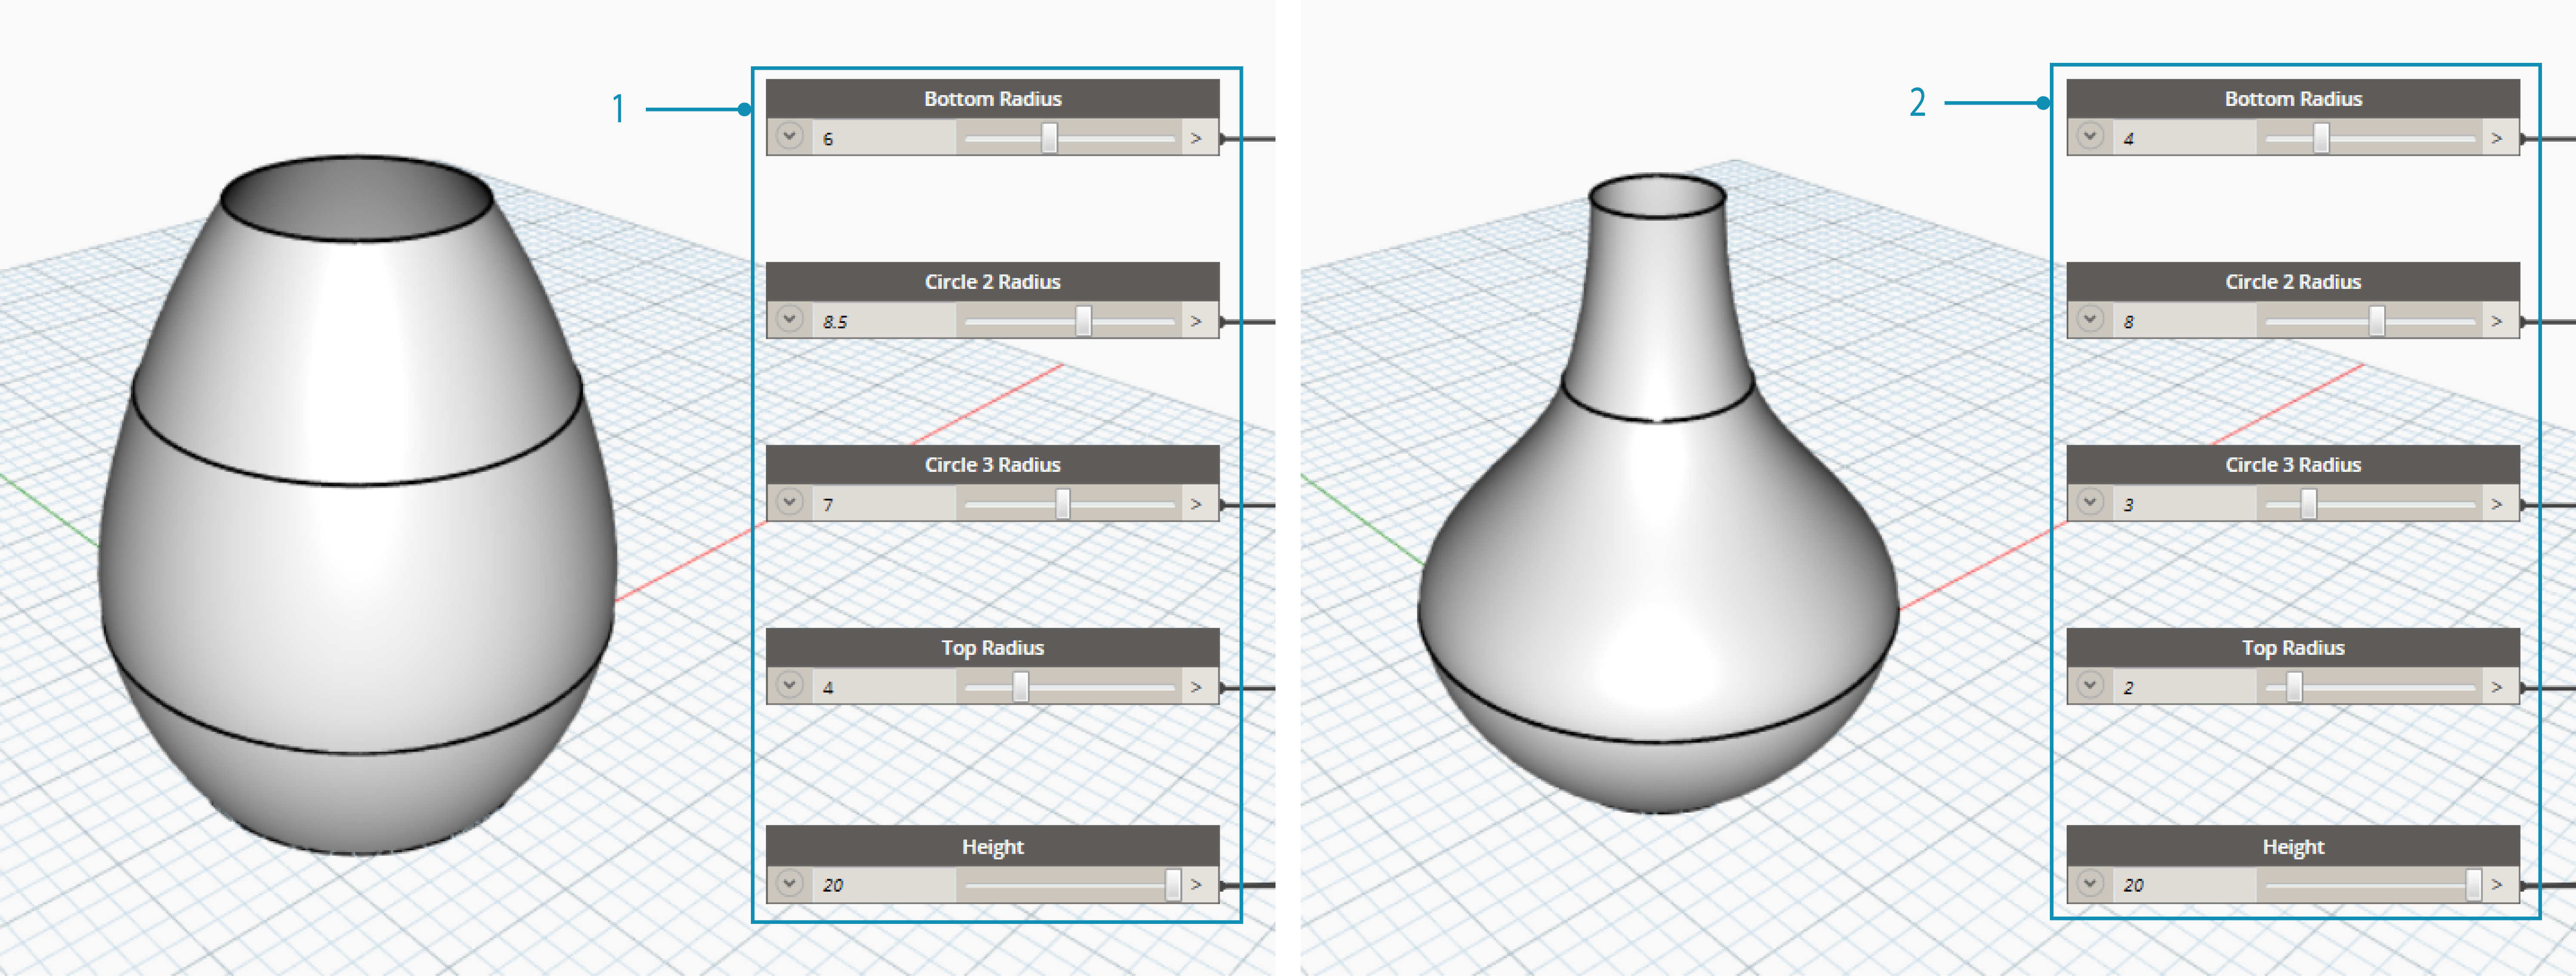 1
Bottom Radius
6 >
Circle 2 Radius
8.5 >
Circle 3 Radius
7 >
Top Radius
4 >
Height
20 >
2
Bottom Radius
4 >
Circle 2 Radius
8 >
Circle 3 Radius
3 >
Top Radius
2 >
Height
20 >